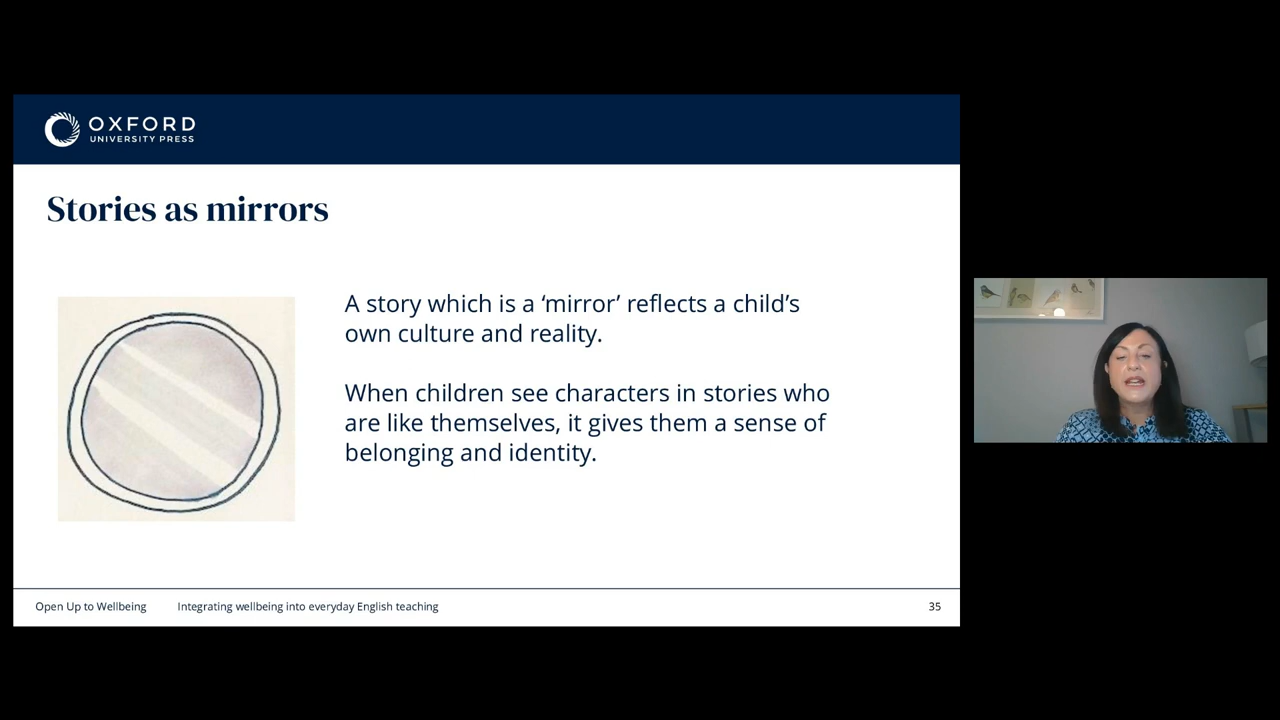 OXFORD
UNIVERSITY PRESS
Stories as mirrors
A story which is a ‘mirror’ reflects a child’s
own culture and reality.
When children see characters in stories who
are like themselves, it gives them a sense of
belonging and identity.
Open Up to Wellbeing
Integrating wellbeing into everyday English teaching
35